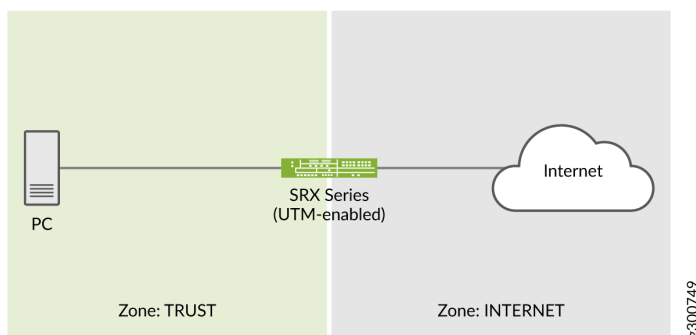 Internet
SRX Series
(UTM-enabled)
PC
Zone: TRUST
Zone: INTERNET
g300749